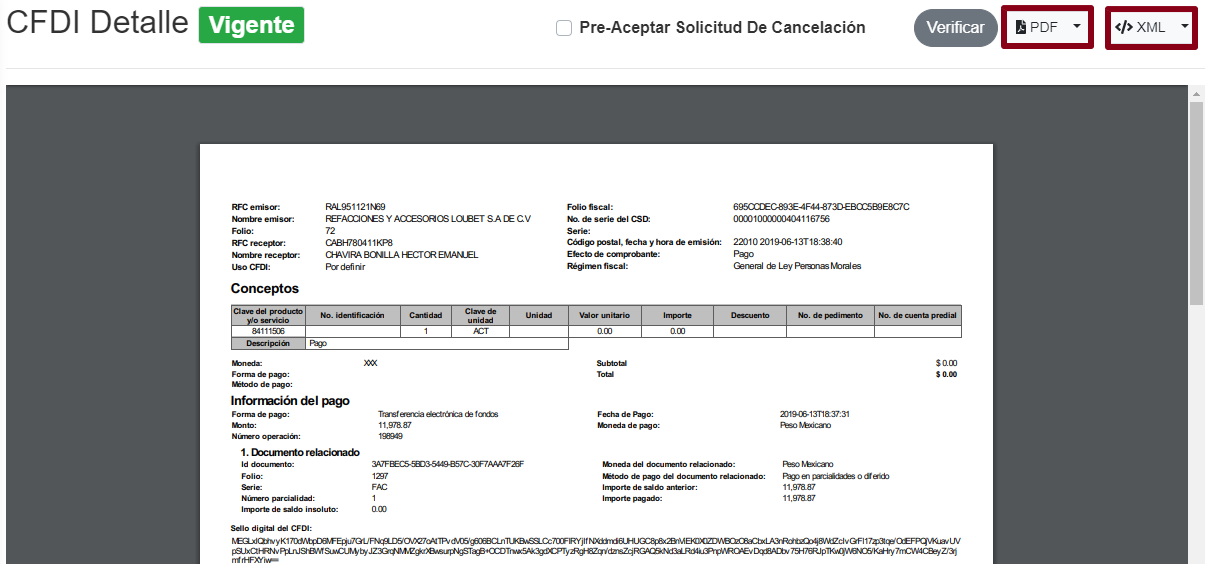 CFDI Detalle Vigente
Pre-Aceptar Solicitud De Cancelación
Verificar
PDF
XML
RFC emisor: RAL951121N69 Folio fiscal: 695CCDEC-893E-4F44-873D-EBCC5B9E8C7C
Nombre emisor: REFACCIONES Y ACCESORIOS LOUBET S.A DE C.V No. de serie del CSD: 00001000000404116756
Folio: 72 Serie:
RFC receptor: CABH780411KP8 Código postal, fecha y hora de emisión: 22010 2019-06-13T18:38:40
Nombre receptor: CHAVIRA BONILLA HECTOR EMANUEL Efecto de comprobante: Pago
Uso CFDI: Por definir Régimen fiscal: General de Ley Personas Morales
Conceptos
Clave del producto y/o servicio No. identificación Cantidad Clave de unidad Unidad Valor unitario Importe Descuento No. de pedimento No. de cuenta predial
84111506 1 ACT 0.00 0.00
Descripción Pago
Moneda: XXX Subtotal $ 0.00
Forma de pago: Total $ 0.00
Método de pago:
Información del pago
Forma de pago: Transferencia electrónica de fondos Fecha de Pago: 2019-06-13T18:37:31
Monto: 11,978.87 Moneda de pago: Peso Mexicano
Número operación: 198949
1. Documento relacionado
Id documento: 3A7FBEC5-5BD3-5449-B57C-30F7AAA7F26F Moneda del documento relacionado: Peso Mexicano
Folio: 1297 Método de pago del documento relacionado: Pago en parcialidades o diferido
Serie: FAC Importe de saldo anterior: 11,978.87
Número parcialidad: 1 Importe pagado: 11,978.87
Importe de saldo insoluto: 0.00
Sello digital del CFDI: